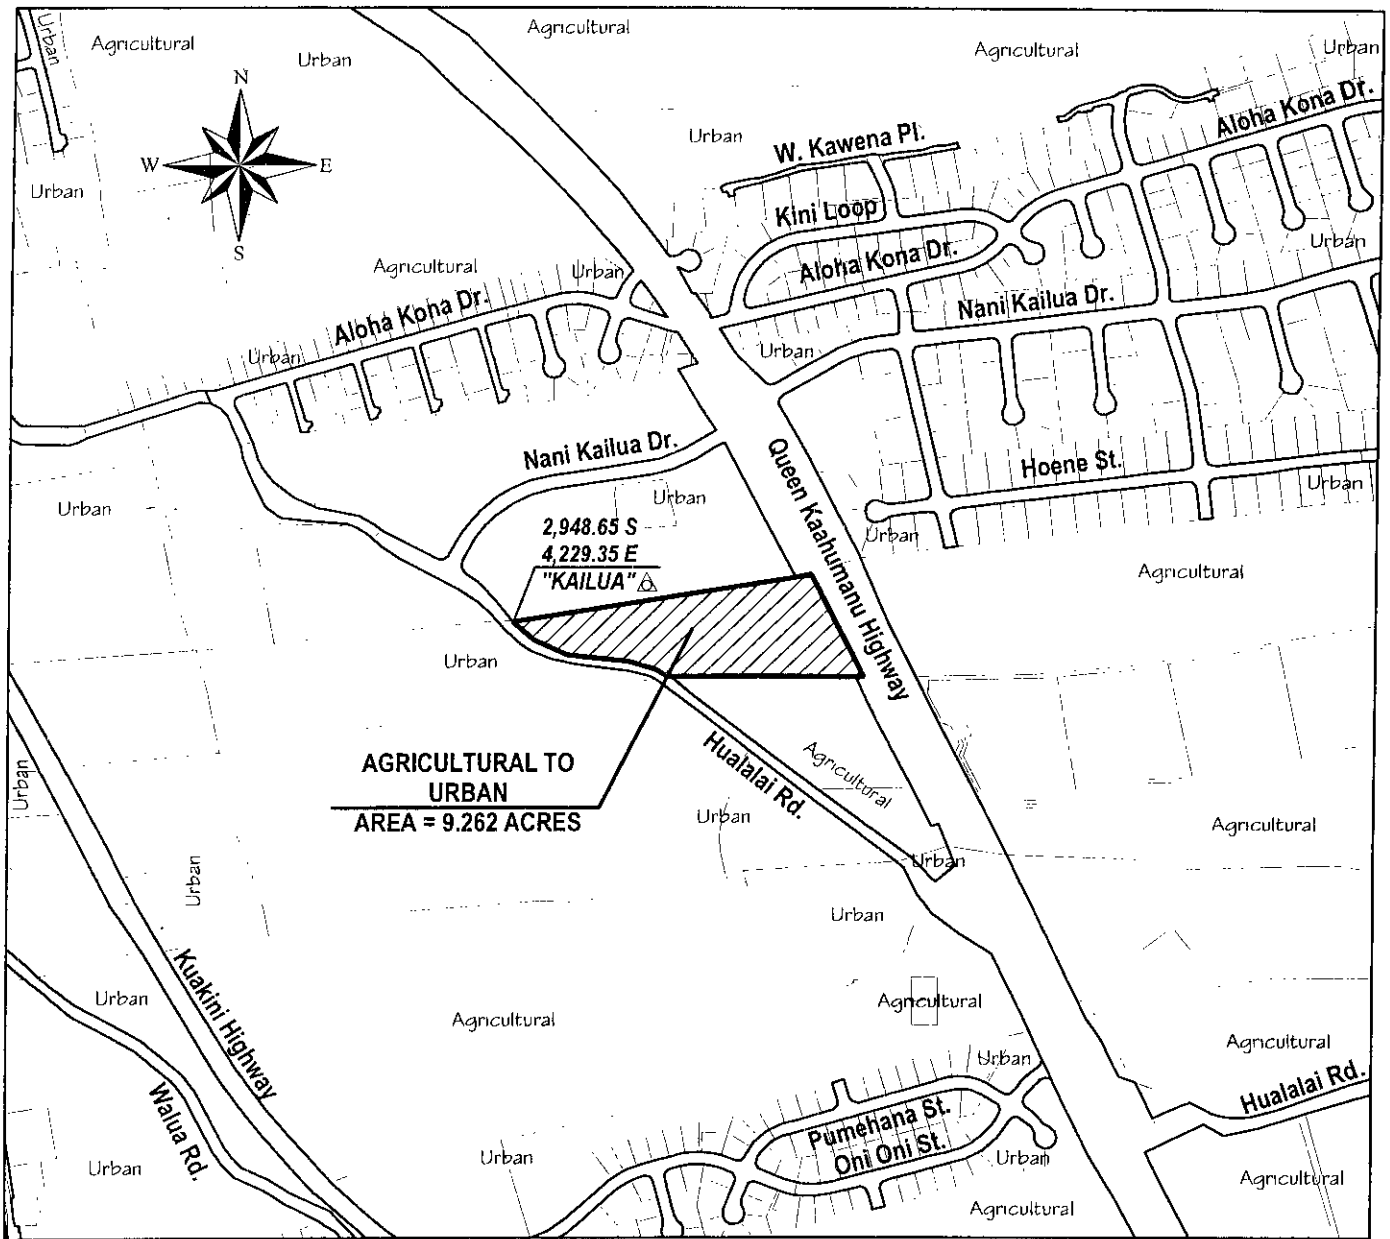 Urban
Agricultural
Urban
Agricultural
Agricultural
Urban
N
W
E
S
Urban
Urban
W. Kawena Pl.
Aloha Kona Dr.
Kini Loop
Aloha Kona Dr.
Urban
Agricultural
Urban
Aloha Kona Dr.
Urban
Nani Kailua Dr.
Urban
Nani Kailua Dr.
Queen Kaahumanu Highway
Hoene St.
Urban
Urban
Urban
Urban
2,948.65 S
4,229.35 E
"KAILUA"
Agricultural
Urban
AGRICULTURAL TO
URBAN
AREA = 9.262 ACRES
Hualalai Rd.
Agricultural
Urban
Urban
Agricultural
Urban
Urban
Urban
Kuakini Highway
Urban
Agricultural
Agricultural
Agricultural
Walua Rd.
Urban
Hualalai Rd.
Pumehana St.
Oni Oni St.
Urban
Urban
Urban
Agricultural
Agricultural